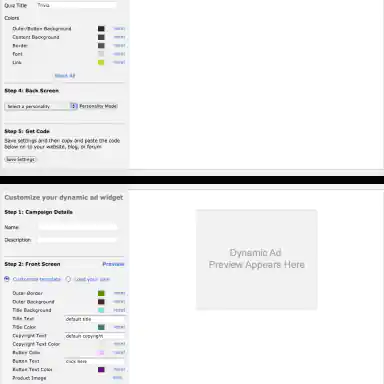 Quiz Title Trivia
Colors
Outer/Button Background reset
Content Background reset
Border reset
Font reset
Link reset
Reset All
Step 4: Back Screen
Select a personality Personality Mode
Step 5: Get Code
Save settings and then copy and paste the code
below on to your website, blog, or forum
Save Settings
Customize your dynamic ad widget
Step 1: Campaign Details
Name
Description
Step 2: Front Screen Preview
Customize template Load your own
Outer Border reset
Outer Background reset
Title Background reset
Title Text default title
Title Color reset
Copyright Text default copyright
Copyright Text Color reset
Button Color reset
Button Text click here
Button Text Color reset
Product Image
Dynamic Ad
Preview Appears Here